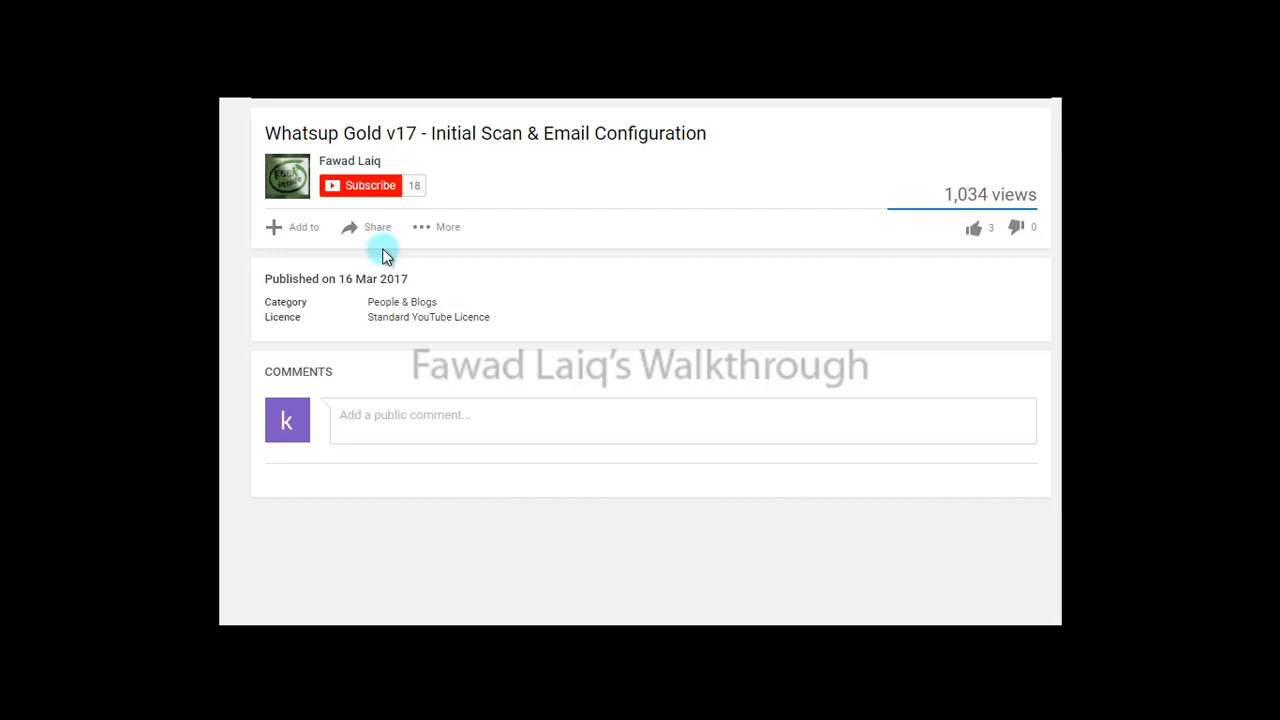 Whatsup Gold v17 - Initial Scan & Email Configuration
Fawad Laiq
Subscribe 18
1,034 views
Add to Share More 3 0
Published on 16 Mar 2017
Category People & Blogs
Licence Standard YouTube Licence
Fawad Laiq's Walkthrough
COMMENTS
k Add a public comment...